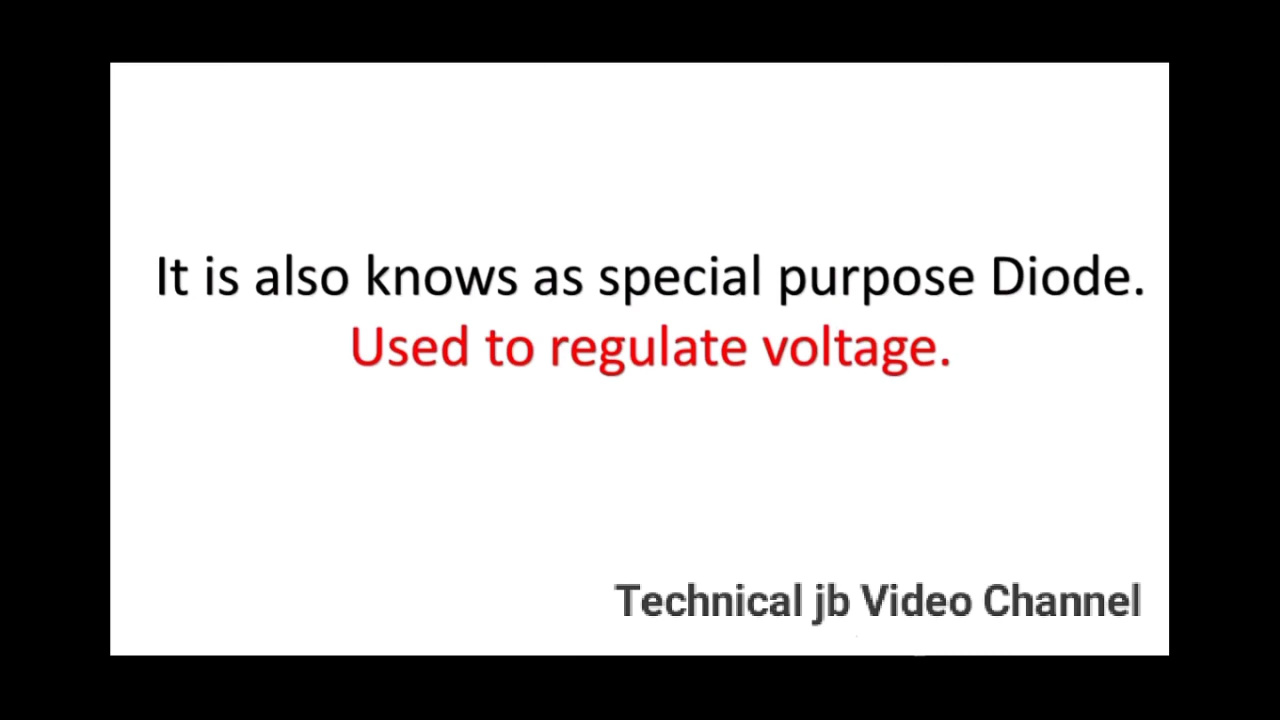 It is also knows as special purpose Diode.
Used to regulate voltage.
Technical jb Video Channel